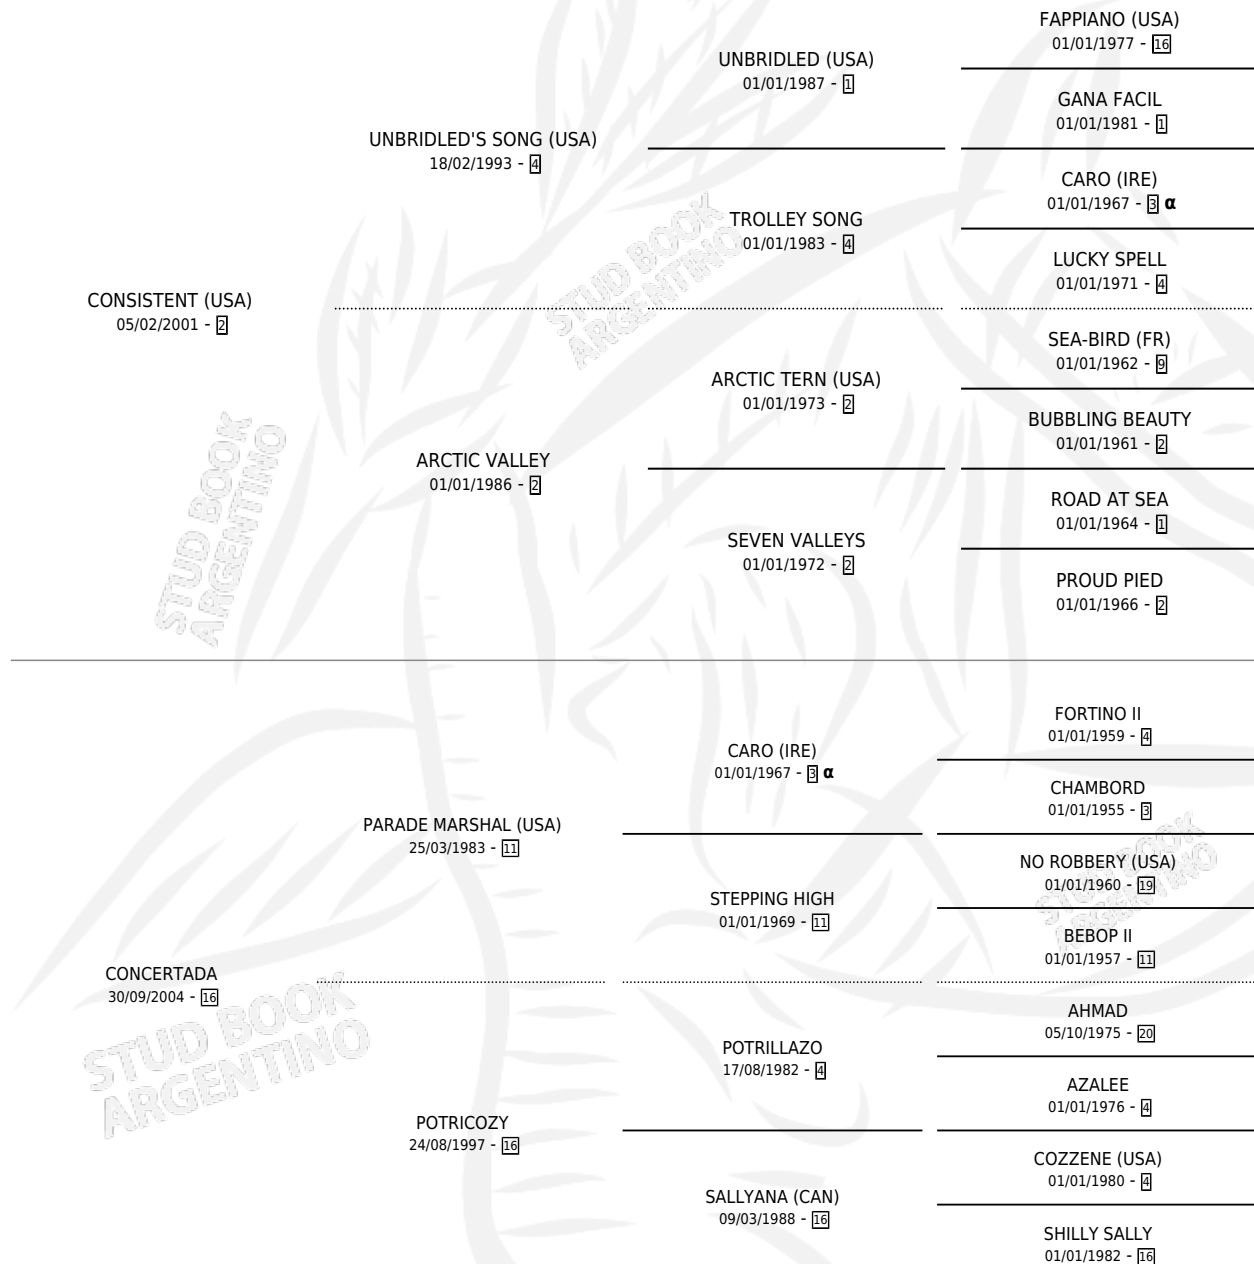 FAPPIANO (USA)
01/01/1977 - 16
UNBRIDLED (USA)
01/01/1987 - 1
GANA FACIL
01/01/1981 - 1
UNBRIDLED'S SONG (USA)
18/02/1993 - 4
CARO (IRE)
01/01/1967 - 3 α
TROLLEY SONG
01/01/1983 - 4
LUCKY SPELL
01/01/1971 - 4
CONSISTENT (USA)
05/02/2001 - 2
SEA-BIRD (FR)
01/01/1962 - 9
ARCTIC TERN (USA)
01/01/1973 - 2
BUBBLING BEAUTY
01/01/1961 - 2
ARCTIC VALLEY
01/01/1986 - 2
ROAD AT SEA
01/01/1964 - 1
SEVEN VALLEYS
01/01/1972 - 2
PROUD PIED
01/01/1966 - 2
FORTINO II
01/01/1959 - 4
CARO (IRE)
01/01/1967 - 3 α
CHAMBORD
01/01/1955 - 3
PARADE MARSHAL (USA)
25/03/1983 - 11
NO ROBBERY (USA)
01/01/1960 - 19
STEPPING HIGH
01/01/1969 - 11
BEBOP II
01/01/1957 - 11
CONCERTADA
30/09/2004 - 16
AHMAD
05/10/1975 - 20
POTRILLAZO
17/08/1982 - 4
AZALEE
01/01/1976 - 4
POTRICOZY
24/08/1997 - 16
COZZENE (USA)
01/01/1980 - 4
SALLYANA (CAN)
09/03/1988 - 16
SHILLY SALLY
01/01/1982 - 16
STUD BOOK
ARGENTINO
STUD BOOK
ARGENTINO
STUD BOOK
ARGENTINO
STUD BOOK
ARGENTINO